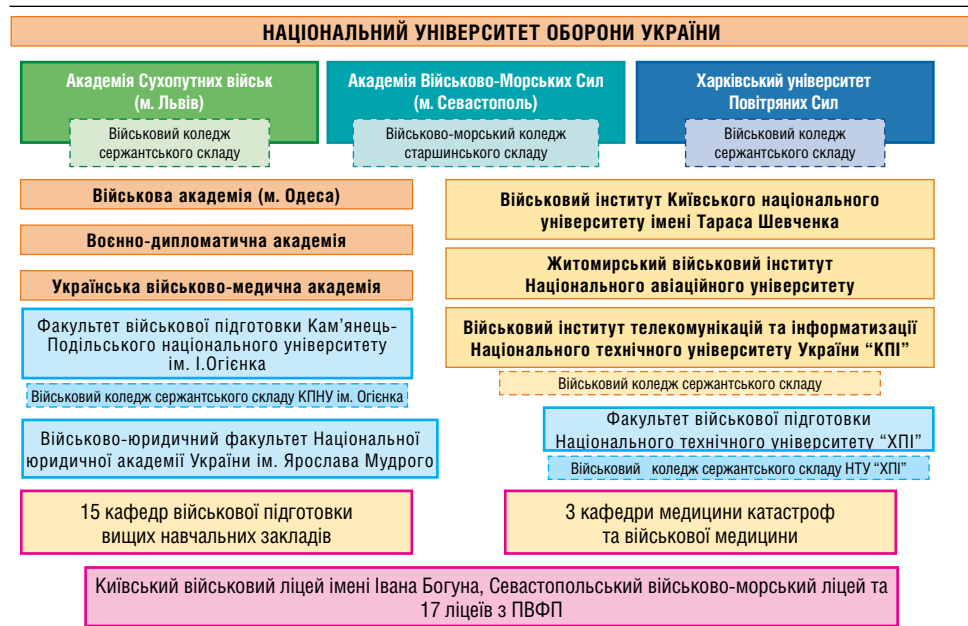 НАЦІОНАЛЬНИЙ УНІВЕРСИТЕТ ОБОРОНИ УКРАЇНИ
Академія Сухопутних військ
(м. Львів)
Військовий коледж
сержантського складу
Академія Військово-Морських Сил
(м. Севастополь)
Військово-морський коледж
старшинського складу
Харківський університет
Повітряних Сил
Військовий коледж
сержантського складу
Військова академія (м. Одеса)
Воєнно-дипломатична академія
Українська військово-медична академія
Факультет військової підготовки Кам’янець-
Подільського національного університету
ім. І.Огієнка
Військовий коледж сержантського складу КПНУ ім. Огієнка
Військово-юридичний факультет Національної
юридичної академії України ім. Ярослава Мудрого
Військовий інститут Київського національного
університету імені Тараса Шевченка
Житомирський військовий інститут
Національного авіаційного університету
Військовий інститут телекомунікацій та інформатизації
Національного технічного університету України “КПІ”
Військовий коледж сержантського складу
Факультет військової підготовки
Національного технічного університету “ХПІ”
Військовий коледж сержантського складу НТУ “ХПІ”
15 кафедр військової підготовки
вищих навчальних закладів
3 кафедри медицини катастроф
та військової медицини
Київський військовий ліцей імені Івана Богуна, Севастопольський військово-морський ліцей та
17 ліцеїв з ПВФП